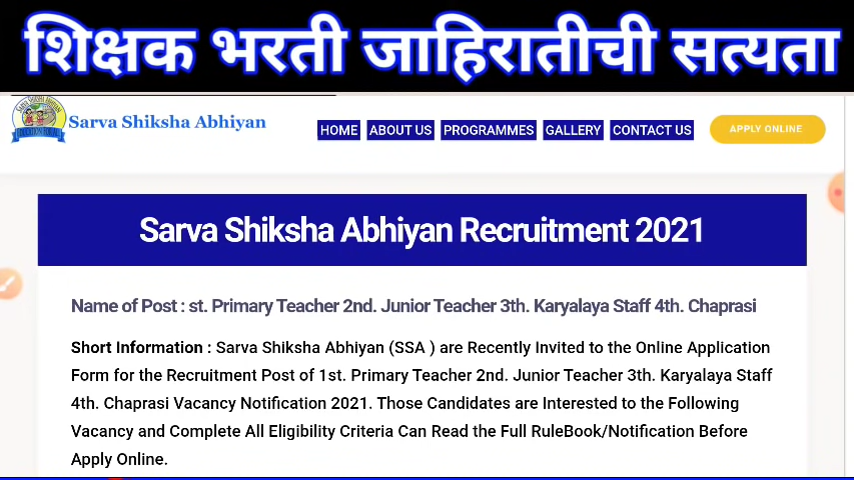 शिक्षक भरती जाहिरातीची सत्यता
Sarva Shiksha Abhiyan
HOME ABOUT US PROGRAMMES GALLERY CONTACT US APPLY ONLINE
Sarva Shiksha Abhiyan Recruitment 2021
Name of Post : st. Primary Teacher 2nd. Junior Teacher 3th. Karyalaya Staff 4th. Chaprasi
Short Information : Sarva Shiksha Abhiyan (SSA ) are Recently Invited to the Online Application
Form for the Recruitment Post of 1st. Primary Teacher 2nd. Junior Teacher 3th. Karyalaya Staff
4th. Chaprasi Vacancy Notification 2021. Those Candidates are Interested to the Following
Vacancy and Complete All Eligibility Criteria Can Read the Full RuleBook/Notification Before
Apply Online.